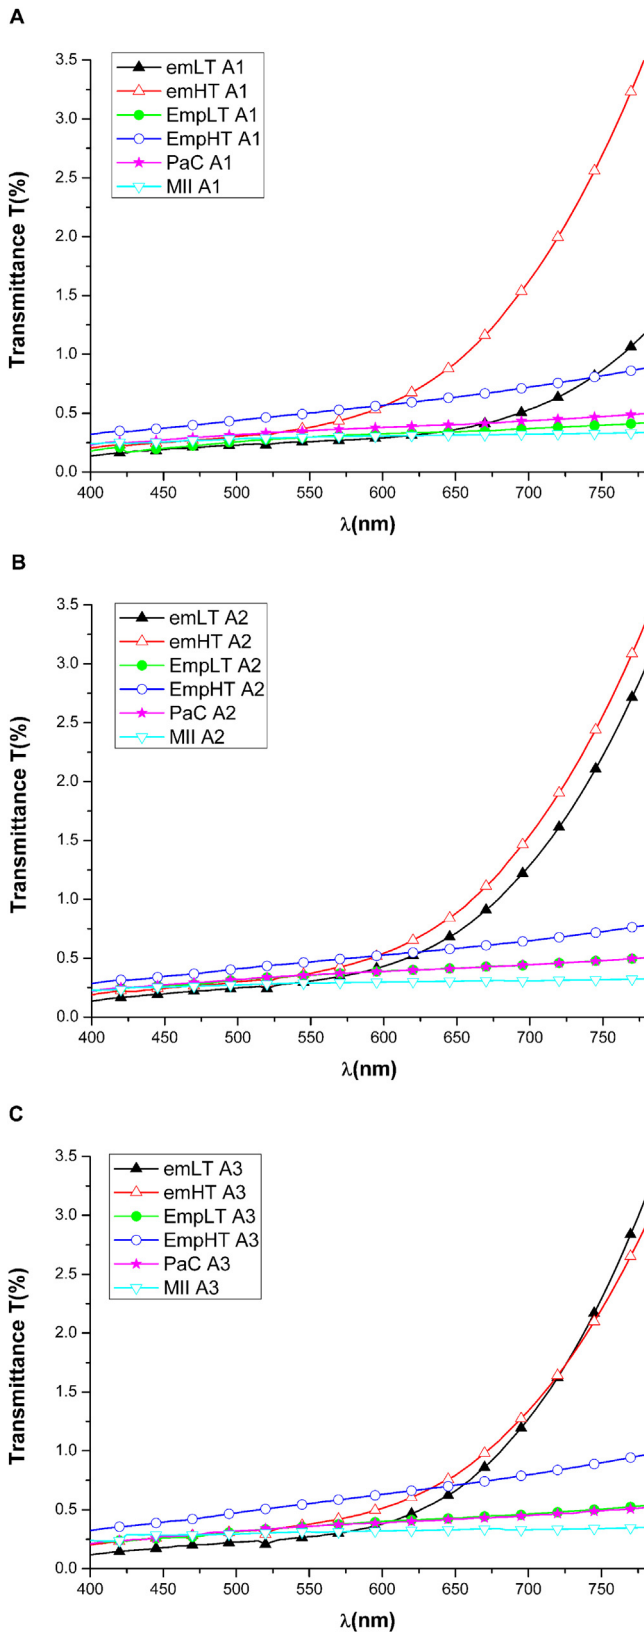 A
3.5
3.0
2.5
2.0
1.5
1.0
0.5
0.0
Transmittance T(%)
emLT A1
emHT A1
EmpLT A1
EmpHT A1
PaC A1
MII A1
400 450 500 550 600 650 700 750
λ(nm)
B
3.5
3.0
2.5
2.0
1.5
1.0
0.5
0.0
Transmittance T(%)
emLT A2
emHT A2
EmpLT A2
EmpHT A2
PaC A2
MII A2
400 450 500 550 600 650 700 750
λ(nm)
C
3.5
3.0
2.5
2.0
1.5
1.0
0.5
0.0
Transmittance T(%)
emLT A3
emHT A3
EmpLT A3
EmpHT A3
PaC A3
MII A3
400 450 500 550 600 650 700 750
λ(nm)